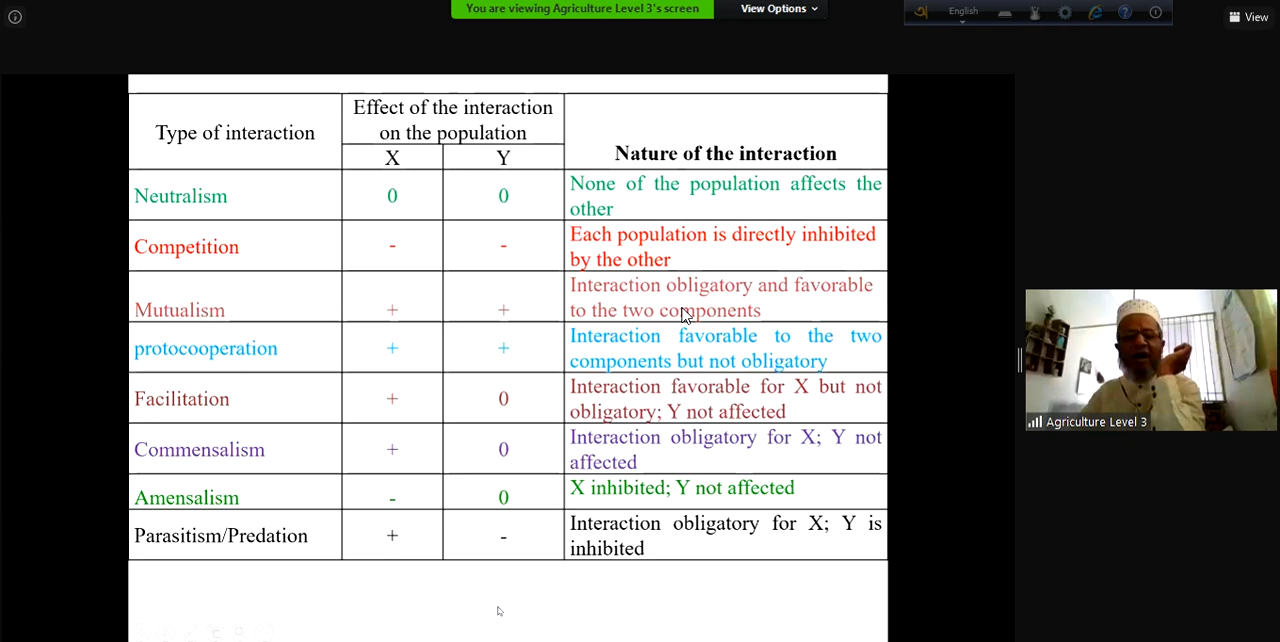 You are viewing Agriculture Level 3's screen
View Options
English
View
Type of interaction
Effect of the interaction
on the population
X
Y
Nature of the interaction
Neutralism
0
0
None of the population affects the
other
Competition
-
-
Each population is directly inhibited
by the other
Mutualism
+
+
Interaction obligatory and favorable
to the two components
protocooperation
+
+
Interaction favorable to the two
components but not obligatory
Facilitation
+
0
Interaction favorable for X but not
obligatory; Y not affected
Commensalism
+
0
Interaction obligatory for X; Y not
affected
Amensalism
-
0
X inhibited; Y not affected
Parasitism/Predation
+
-
Interaction obligatory for X; Y is
inhibited
Agriculture Level 3